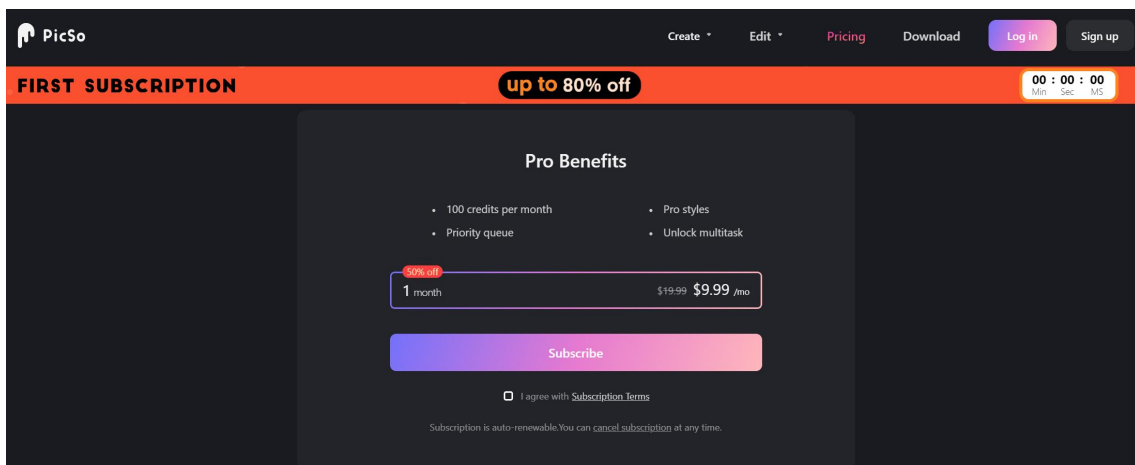 PicSo
Create Edit Pricing Download Log in Sign up
FIRST SUBSCRIPTION up to 80% off 00 : 00 : 00
Min Sec MS
Pro Benefits
• 100 credits per month • Pro styles
• Priority queue • Unlock multitask
50% off
1 month $19.99 $9.99 /mo
Subscribe
I agree with Subscription Terms
Subscription is auto-renewable.You can cancel subscription at any time.